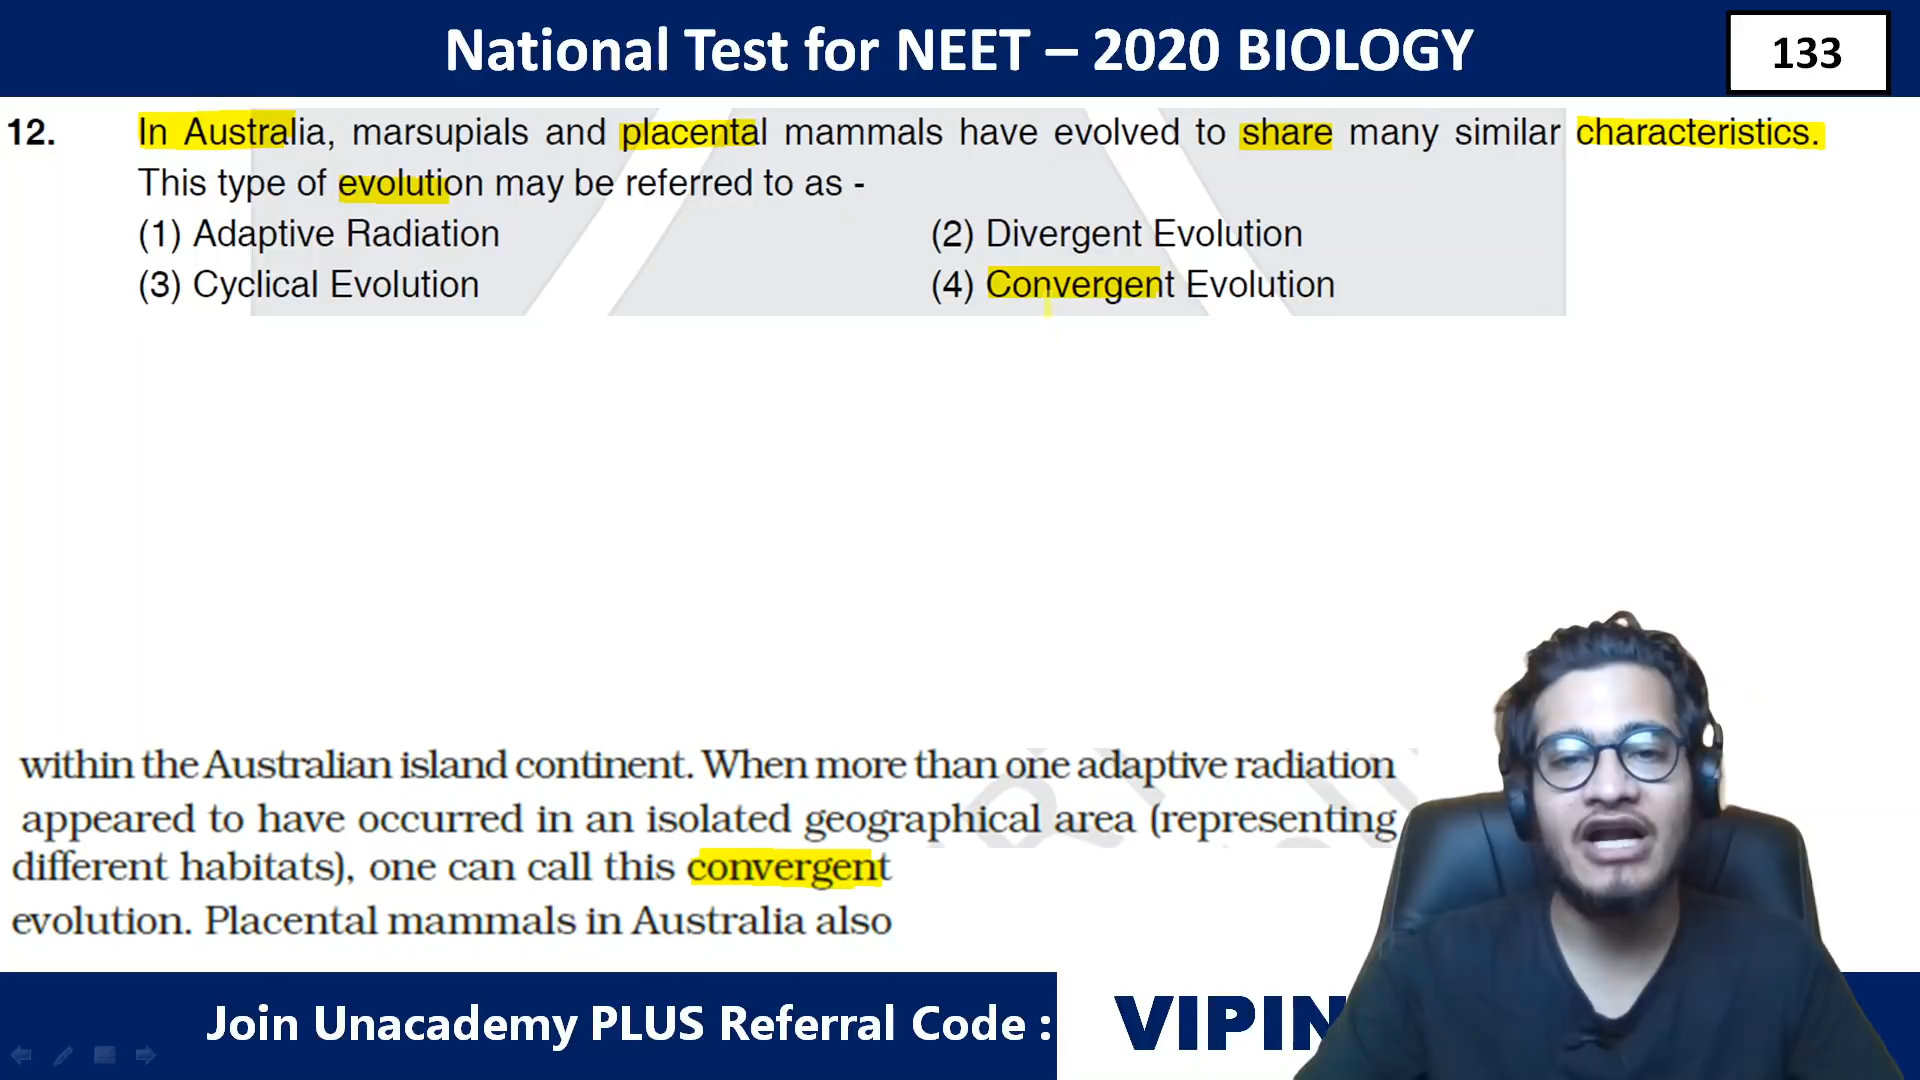 National Test for NEET – 2020 BIOLOGY
133
12. In Australia, marsupials and placental mammals have evolved to share many similar characteristics.
This type of evolution may be referred to as -
(1) Adaptive Radiation (2) Divergent Evolution
(3) Cyclical Evolution (4) Convergent Evolution
within the Australian island continent. When more than one adaptive radiation
appeared to have occurred in an isolated geographical area (representing
different habitats), one can call this convergent
evolution. Placental mammals in Australia also
Join Unacademy PLUS Referral Code :
VIPIN